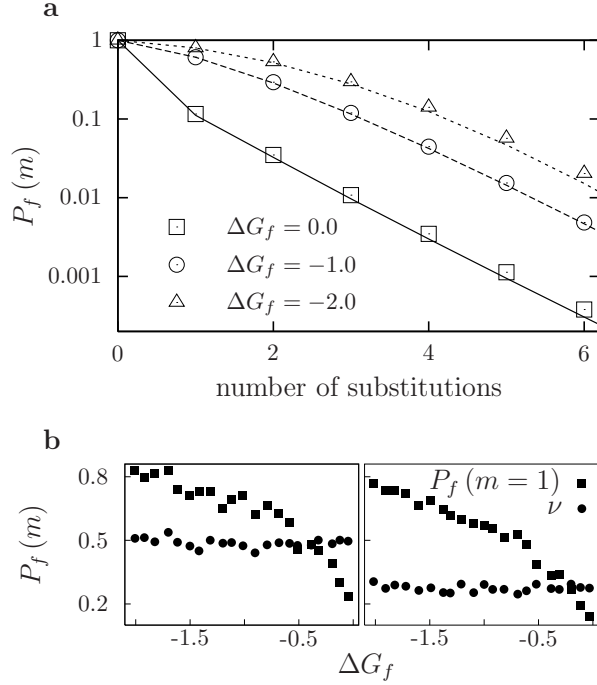 a
1
0.1
0.01
0.001
P_f (m)
ΔG_f = 0.0
ΔG_f = −1.0
ΔG_f = −2.0
0 2 4 6
number of substitutions
b
0.8
0.5
0.2
P_f (m)
P_f (m = 1)
ν
-1.5 -0.5 -1.5 -0.5
ΔG_f